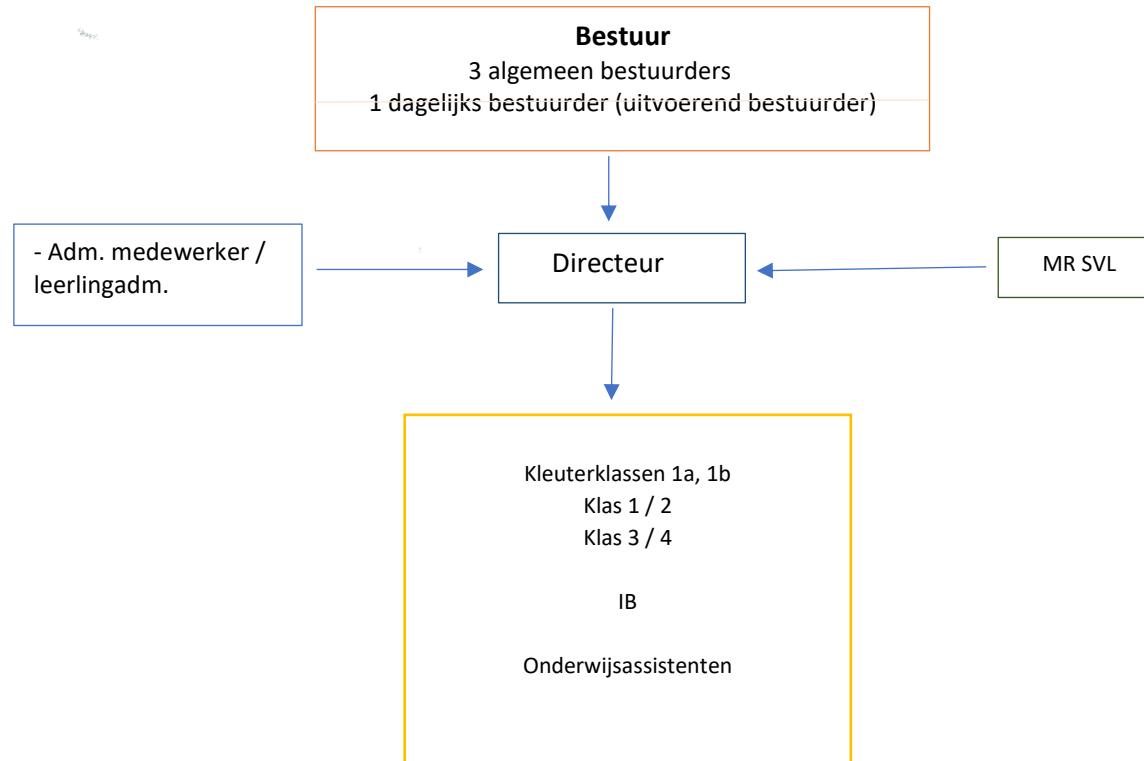 Bestuur
3 algemeen bestuurders
1 dagelijks bestuurder (uitvoerend bestuurder)
- Adm. medewerker /
leerlingadm.
Directeur
MR SVL
Kleuterklassen 1a, 1b
Klas 1 / 2
Klas 3 / 4
IB
Onderwijsassistenten